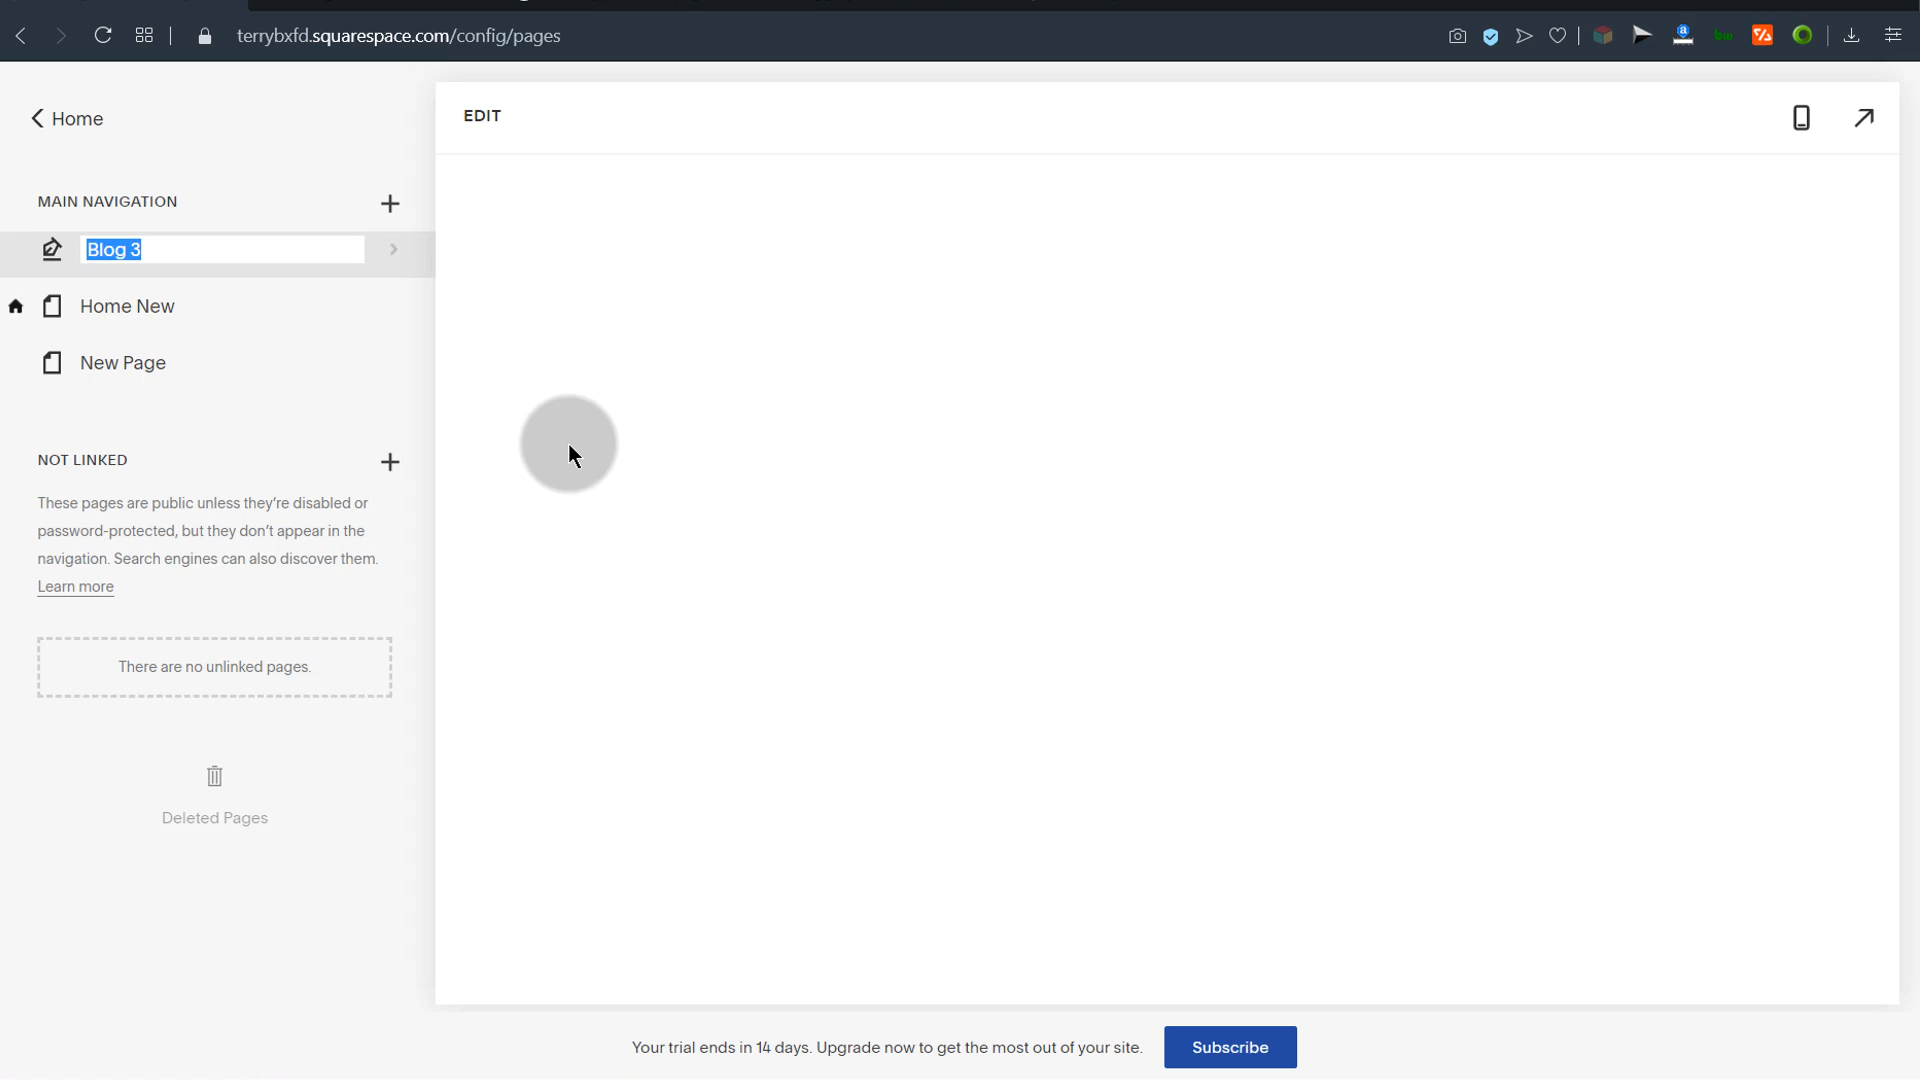 terrybxfd.squarespace.com/config/pages
Home
EDIT
MAIN NAVIGATION
Blog 3
Home New
New Page
NOT LINKED
These pages are public unless they're disabled or
password-protected, but they don't appear in the
navigation. Search engines can also discover them.
Learn more
There are no unlinked pages.
Deleted Pages
Your trial ends in 14 days. Upgrade now to get the most out of your site.
Subscribe